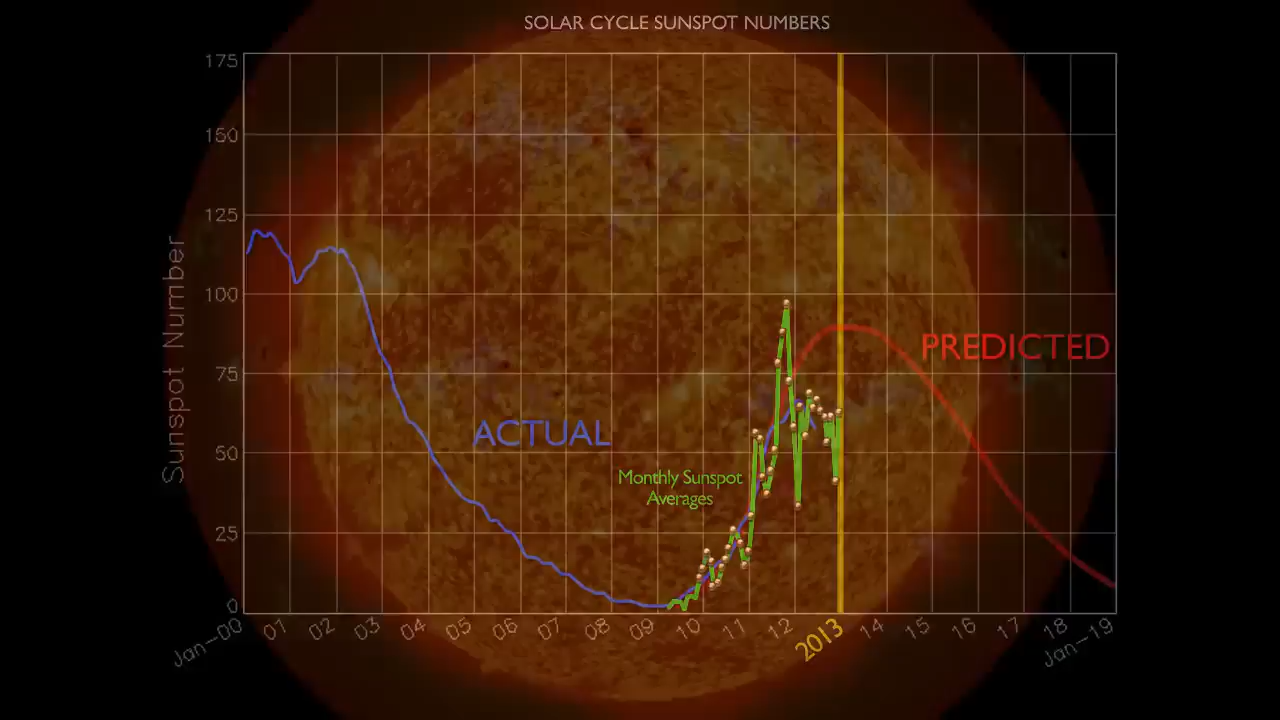 SOLAR CYCLE SUNSPOT NUMBERS
175
150
125
100
75
50
25
0
Sunspot Number
PREDICTED
ACTUAL
Monthly Sunspot
Averages
Jan-00 01 02 03 04 05 06 07 08 09 10 11 12 2013 14 15 16 17 18 Jan-19